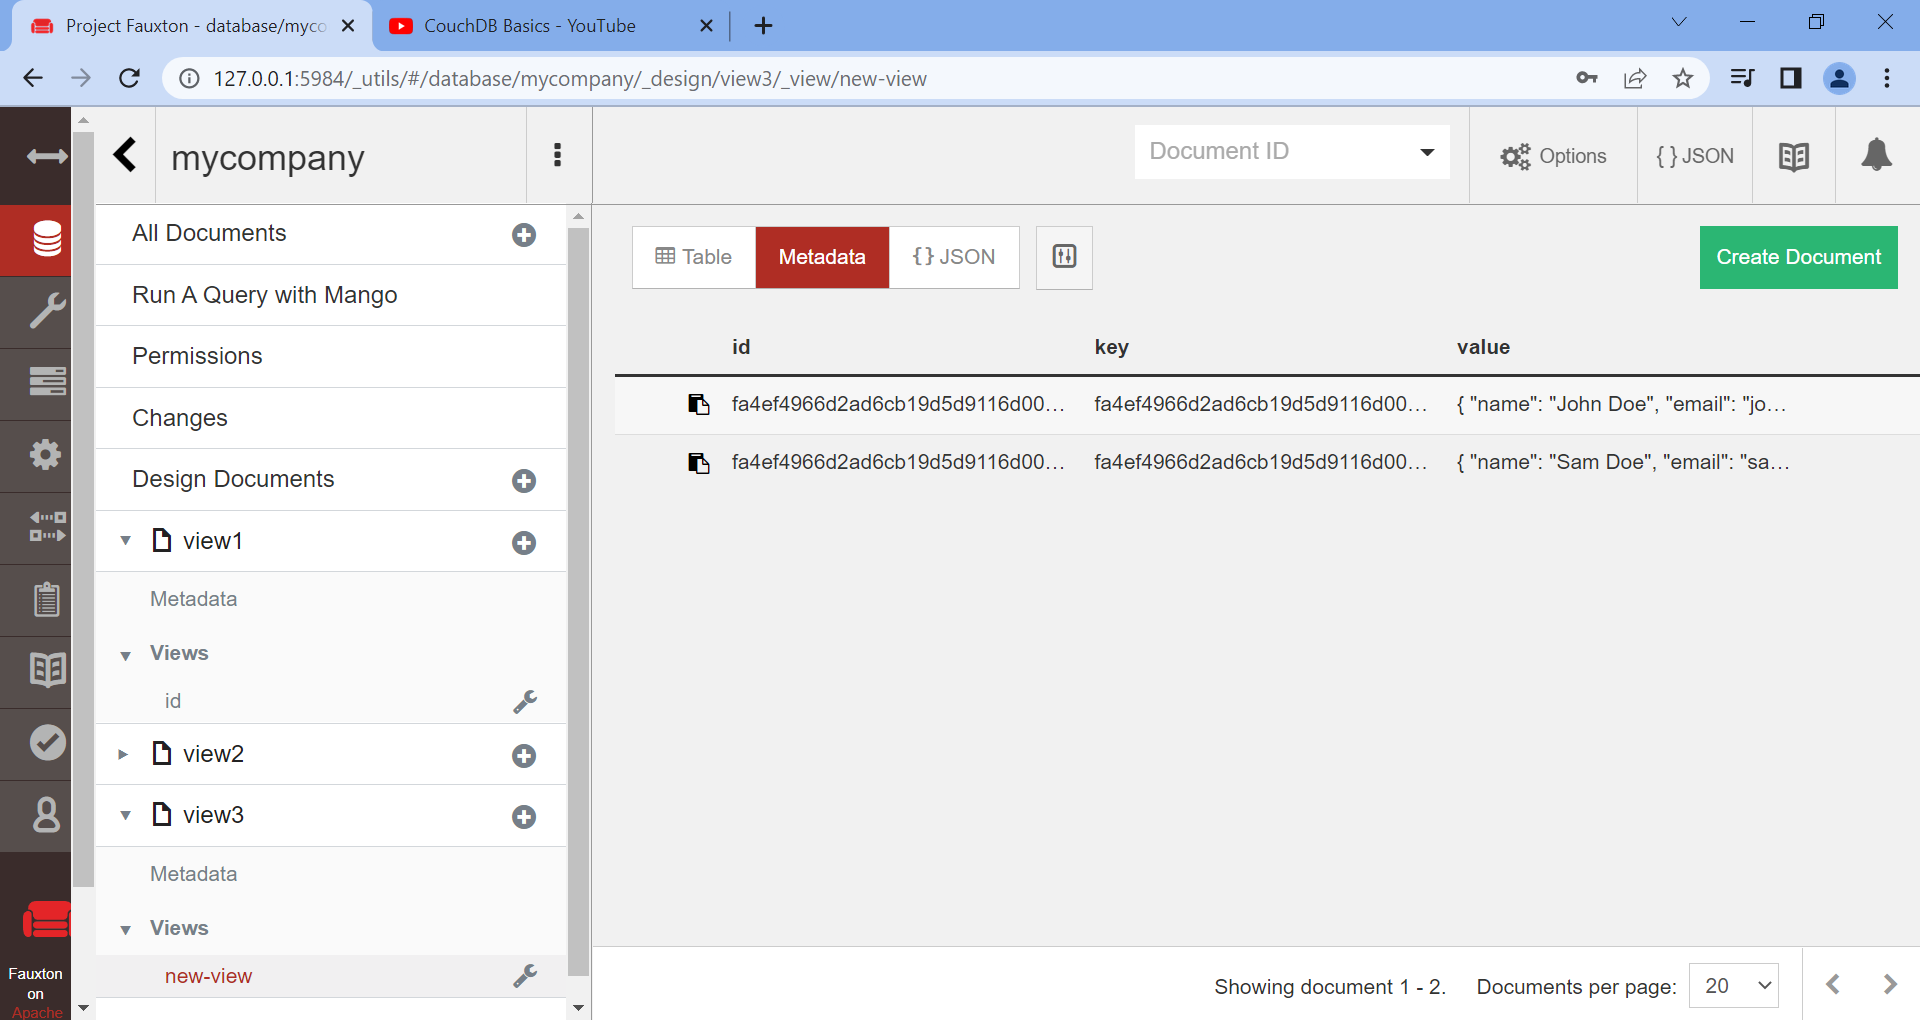 Project Fauxton - database/myco
CouchDB Basics - YouTube
127.0.0.1:5984/_utils/#/database/mycompany/_design/view3/_view/new-view
mycompany
Document ID
Options
{ } JSON
All Documents
Run A Query with Mango
Permissions
Changes
Design Documents
view1
Metadata
Views
id
view2
view3
Metadata
Views
new-view
Fauxton
on
Apache
Table
Metadata
{ } JSON
Create Document
id key value
fa4ef4966d2ad6cb19d5d9116d00... fa4ef4966d2ad6cb19d5d9116d00... { "name": "John Doe", "email": "jo...
fa4ef4966d2ad6cb19d5d9116d00... fa4ef4966d2ad6cb19d5d9116d00... { "name": "Sam Doe", "email": "sa...
Showing document 1 - 2. Documents per page: 20